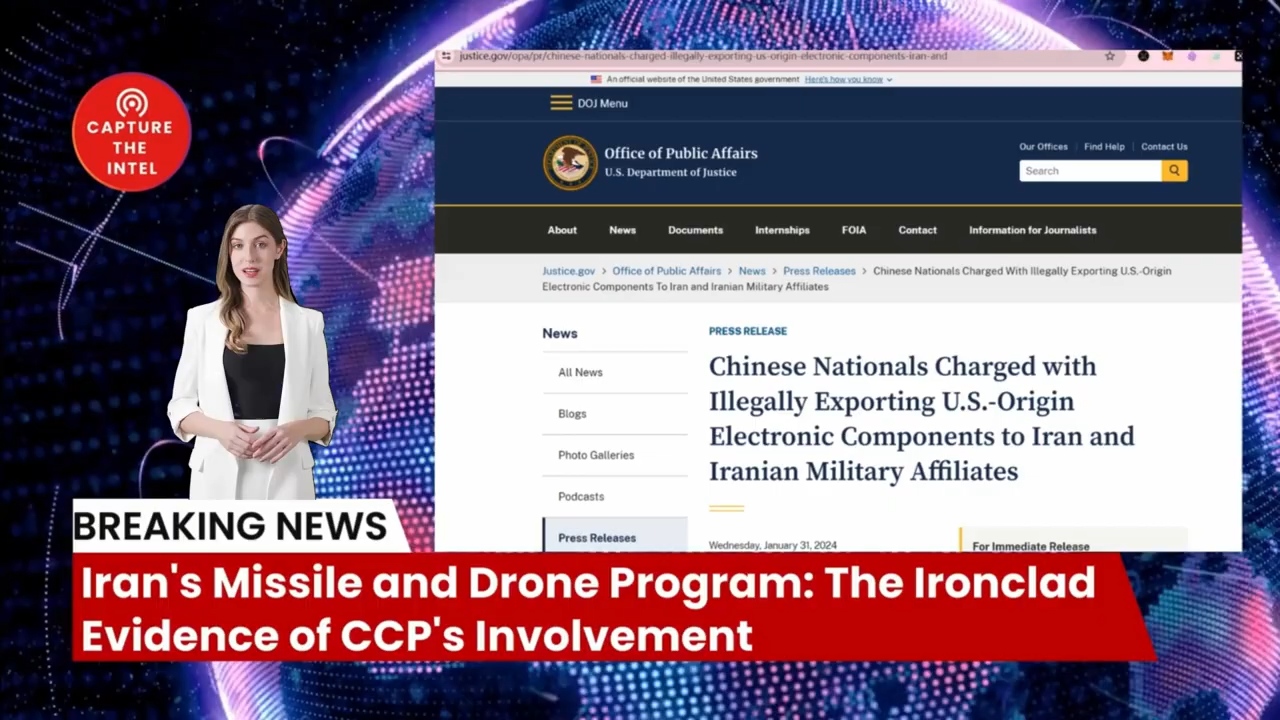 justice.gov/opa/pr/chinese-nationals-charged-illegally-exporting-us-origin-electronic-components-iran-and
An official website of the United States government Here's how you know
DOJ Menu
CAPTURE
THE
INTEL
Office of Public Affairs
U.S. Department of Justice
Our Offices Find Help Contact Us
Search
About News Documents Internships FOIA Contact Information for Journalists
Justice.gov > Office of Public Affairs > News > Press Releases > Chinese Nationals Charged With Illegally Exporting U.S.-Origin
Electronic Components To Iran and Iranian Military Affiliates
News
All News
Blogs
Photo Galleries
Podcasts
Press Releases
PRESS RELEASE
Chinese Nationals Charged with
Illegally Exporting U.S.-Origin
Electronic Components to Iran and
Iranian Military Affiliates
Wednesday, January 31, 2024
For Immediate Release
BREAKING NEWS
Iran's Missile and Drone Program: The Ironclad
Evidence of CCP's Involvement